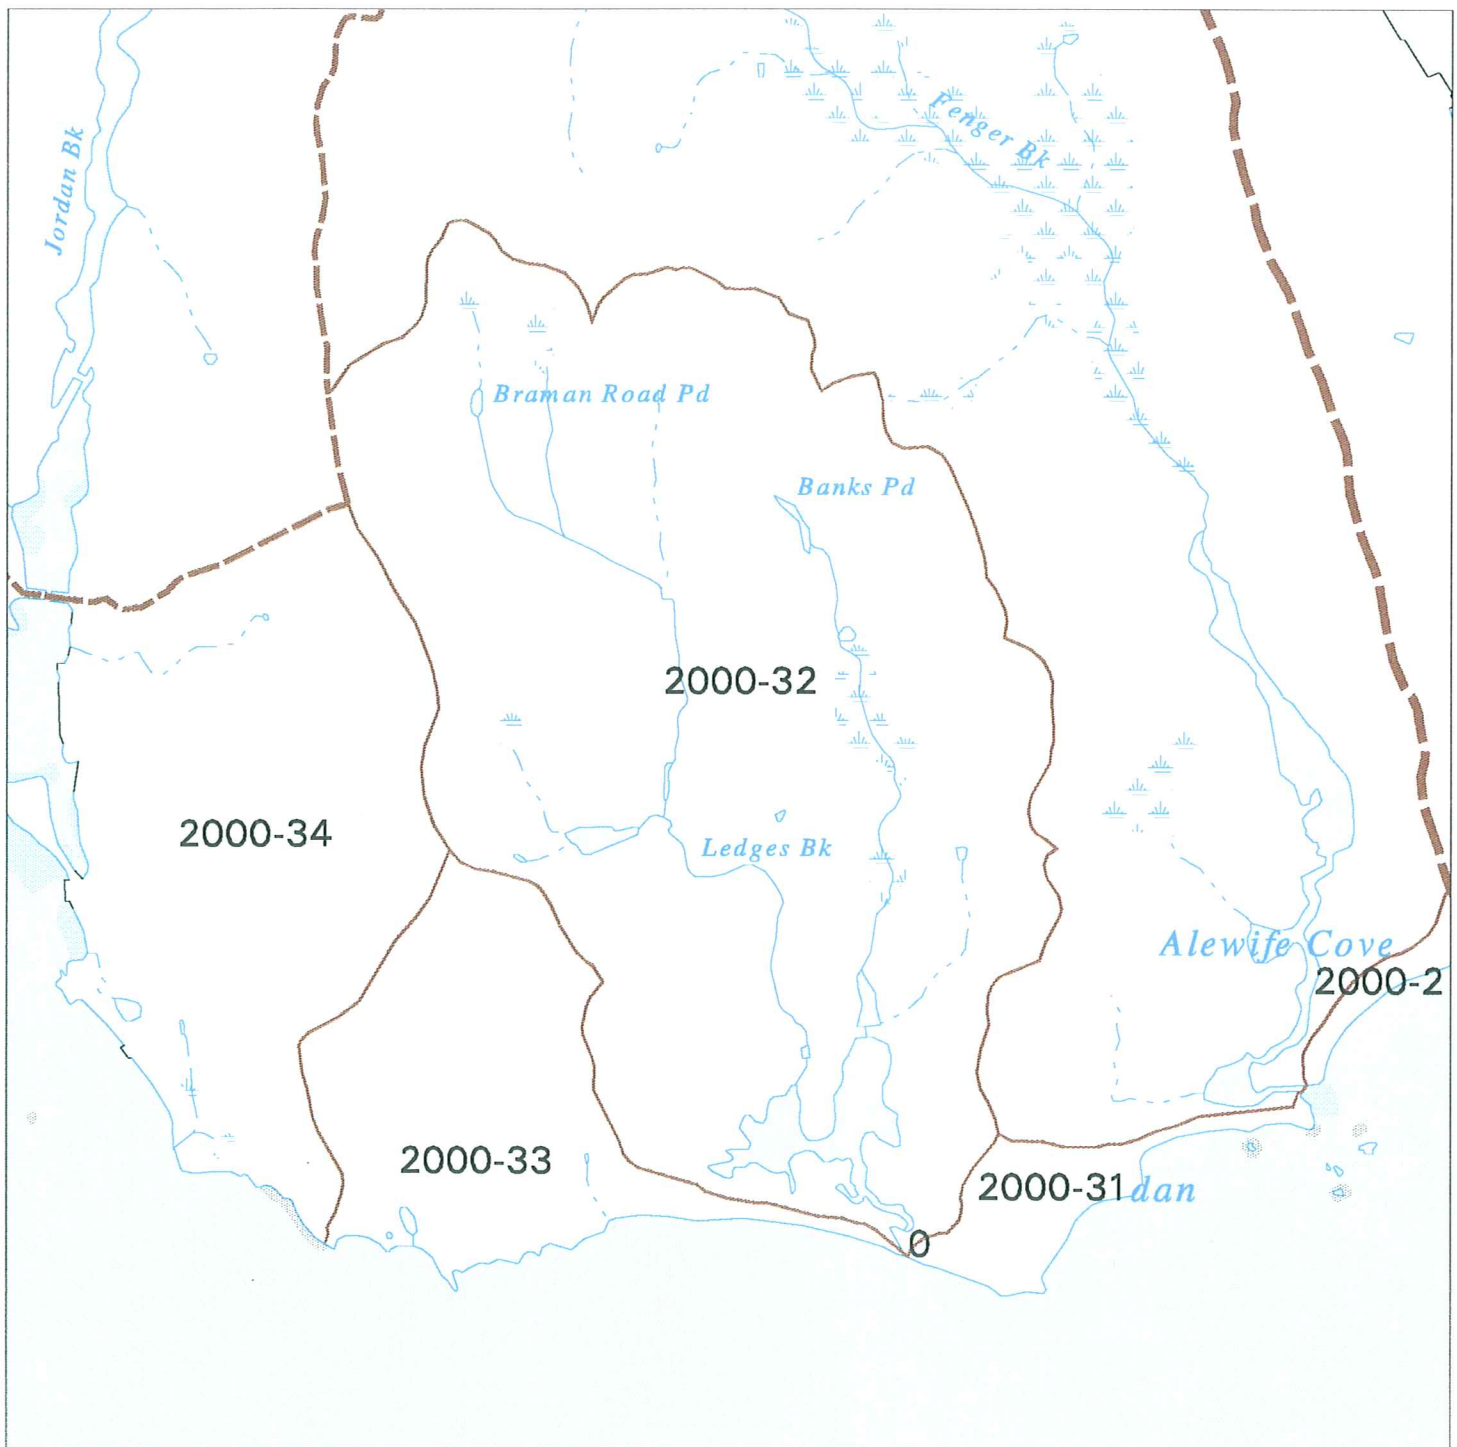 Fenger Bk
Jordan Bk
Braman Road Pd
Banks Pd
2000-32
2000-34
Ledges Bk
Alewife Cove
2000-2
2000-33
2000-31
dan
0